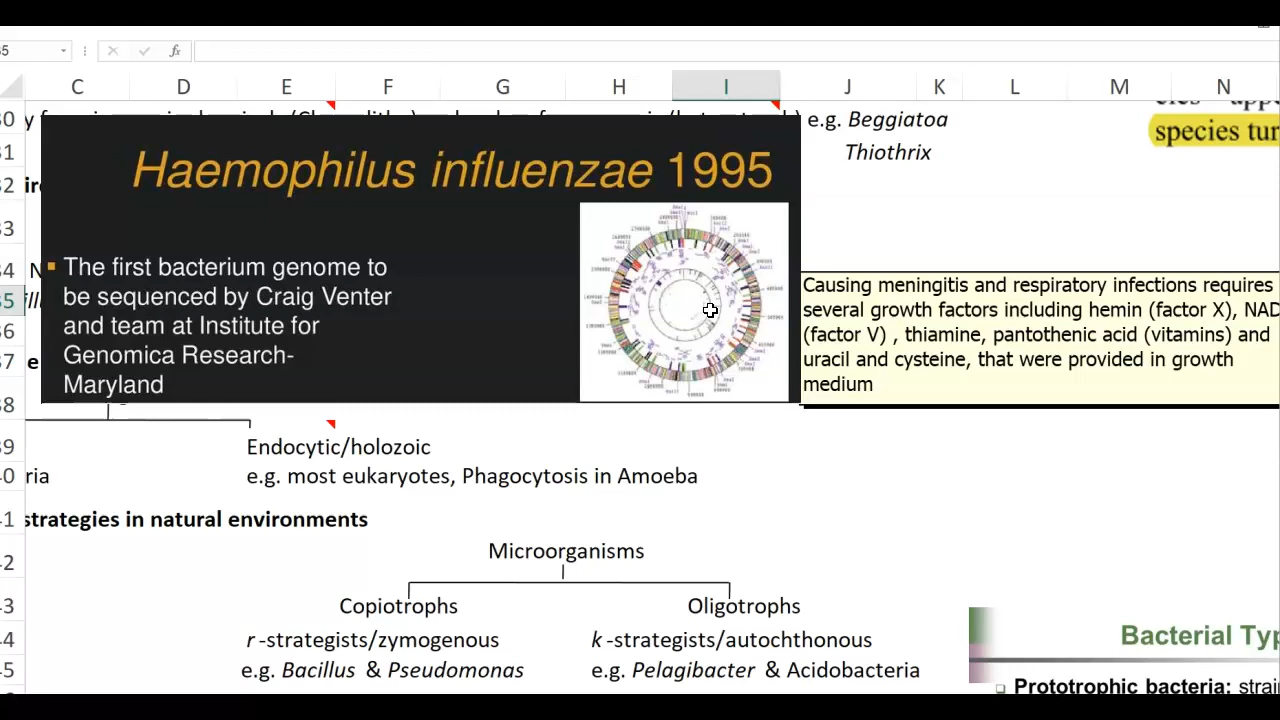 C D E F G H I J K L M N
e.g. Beggiatoa
species tur
Thiothrix
Haemophilus influenzae 1995
The first bacterium genome to
be sequenced by Craig Venter
and team at Institute for
Genomica Research-
Maryland
Causing meningitis and respiratory infections requires
several growth factors including hemin (factor X), NAD
(factor V) , thiamine, pantothenic acid (vitamins) and
uracil and cysteine, that were provided in growth
medium
Endocytic/holozoic
ria e.g. most eukaryotes, Phagocytosis in Amoeba
strategies in natural environments
Microorganisms
Copiotrophs Oligotrophs
r -strategists/zymogenous k -strategists/autochthonous
Bacterial Typ
e.g. Bacillus & Pseudomonas e.g. Pelagibacter & Acidobacteria
Prototrophic bacteria: strai